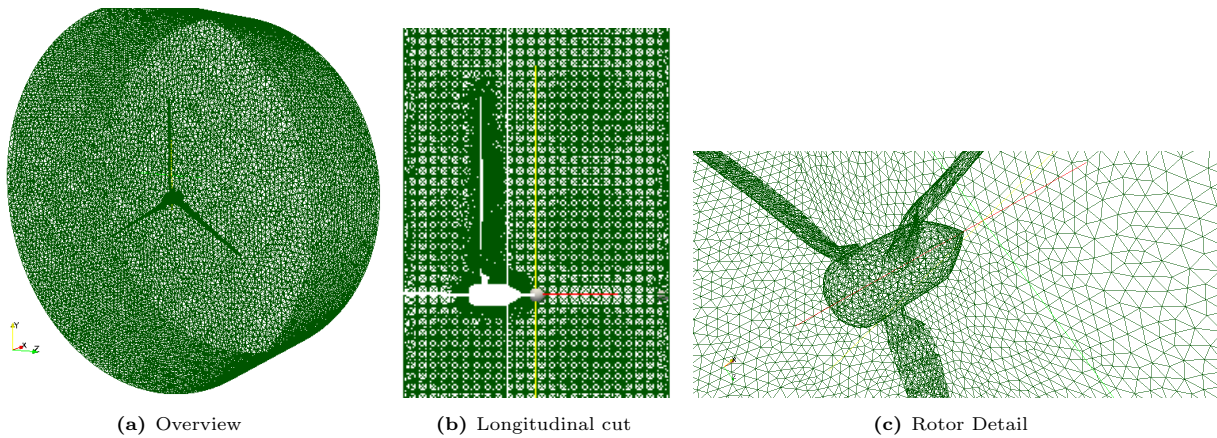 Y
X
Z
(a) Overview
(b) Longitudinal cut
(c) Rotor Detail